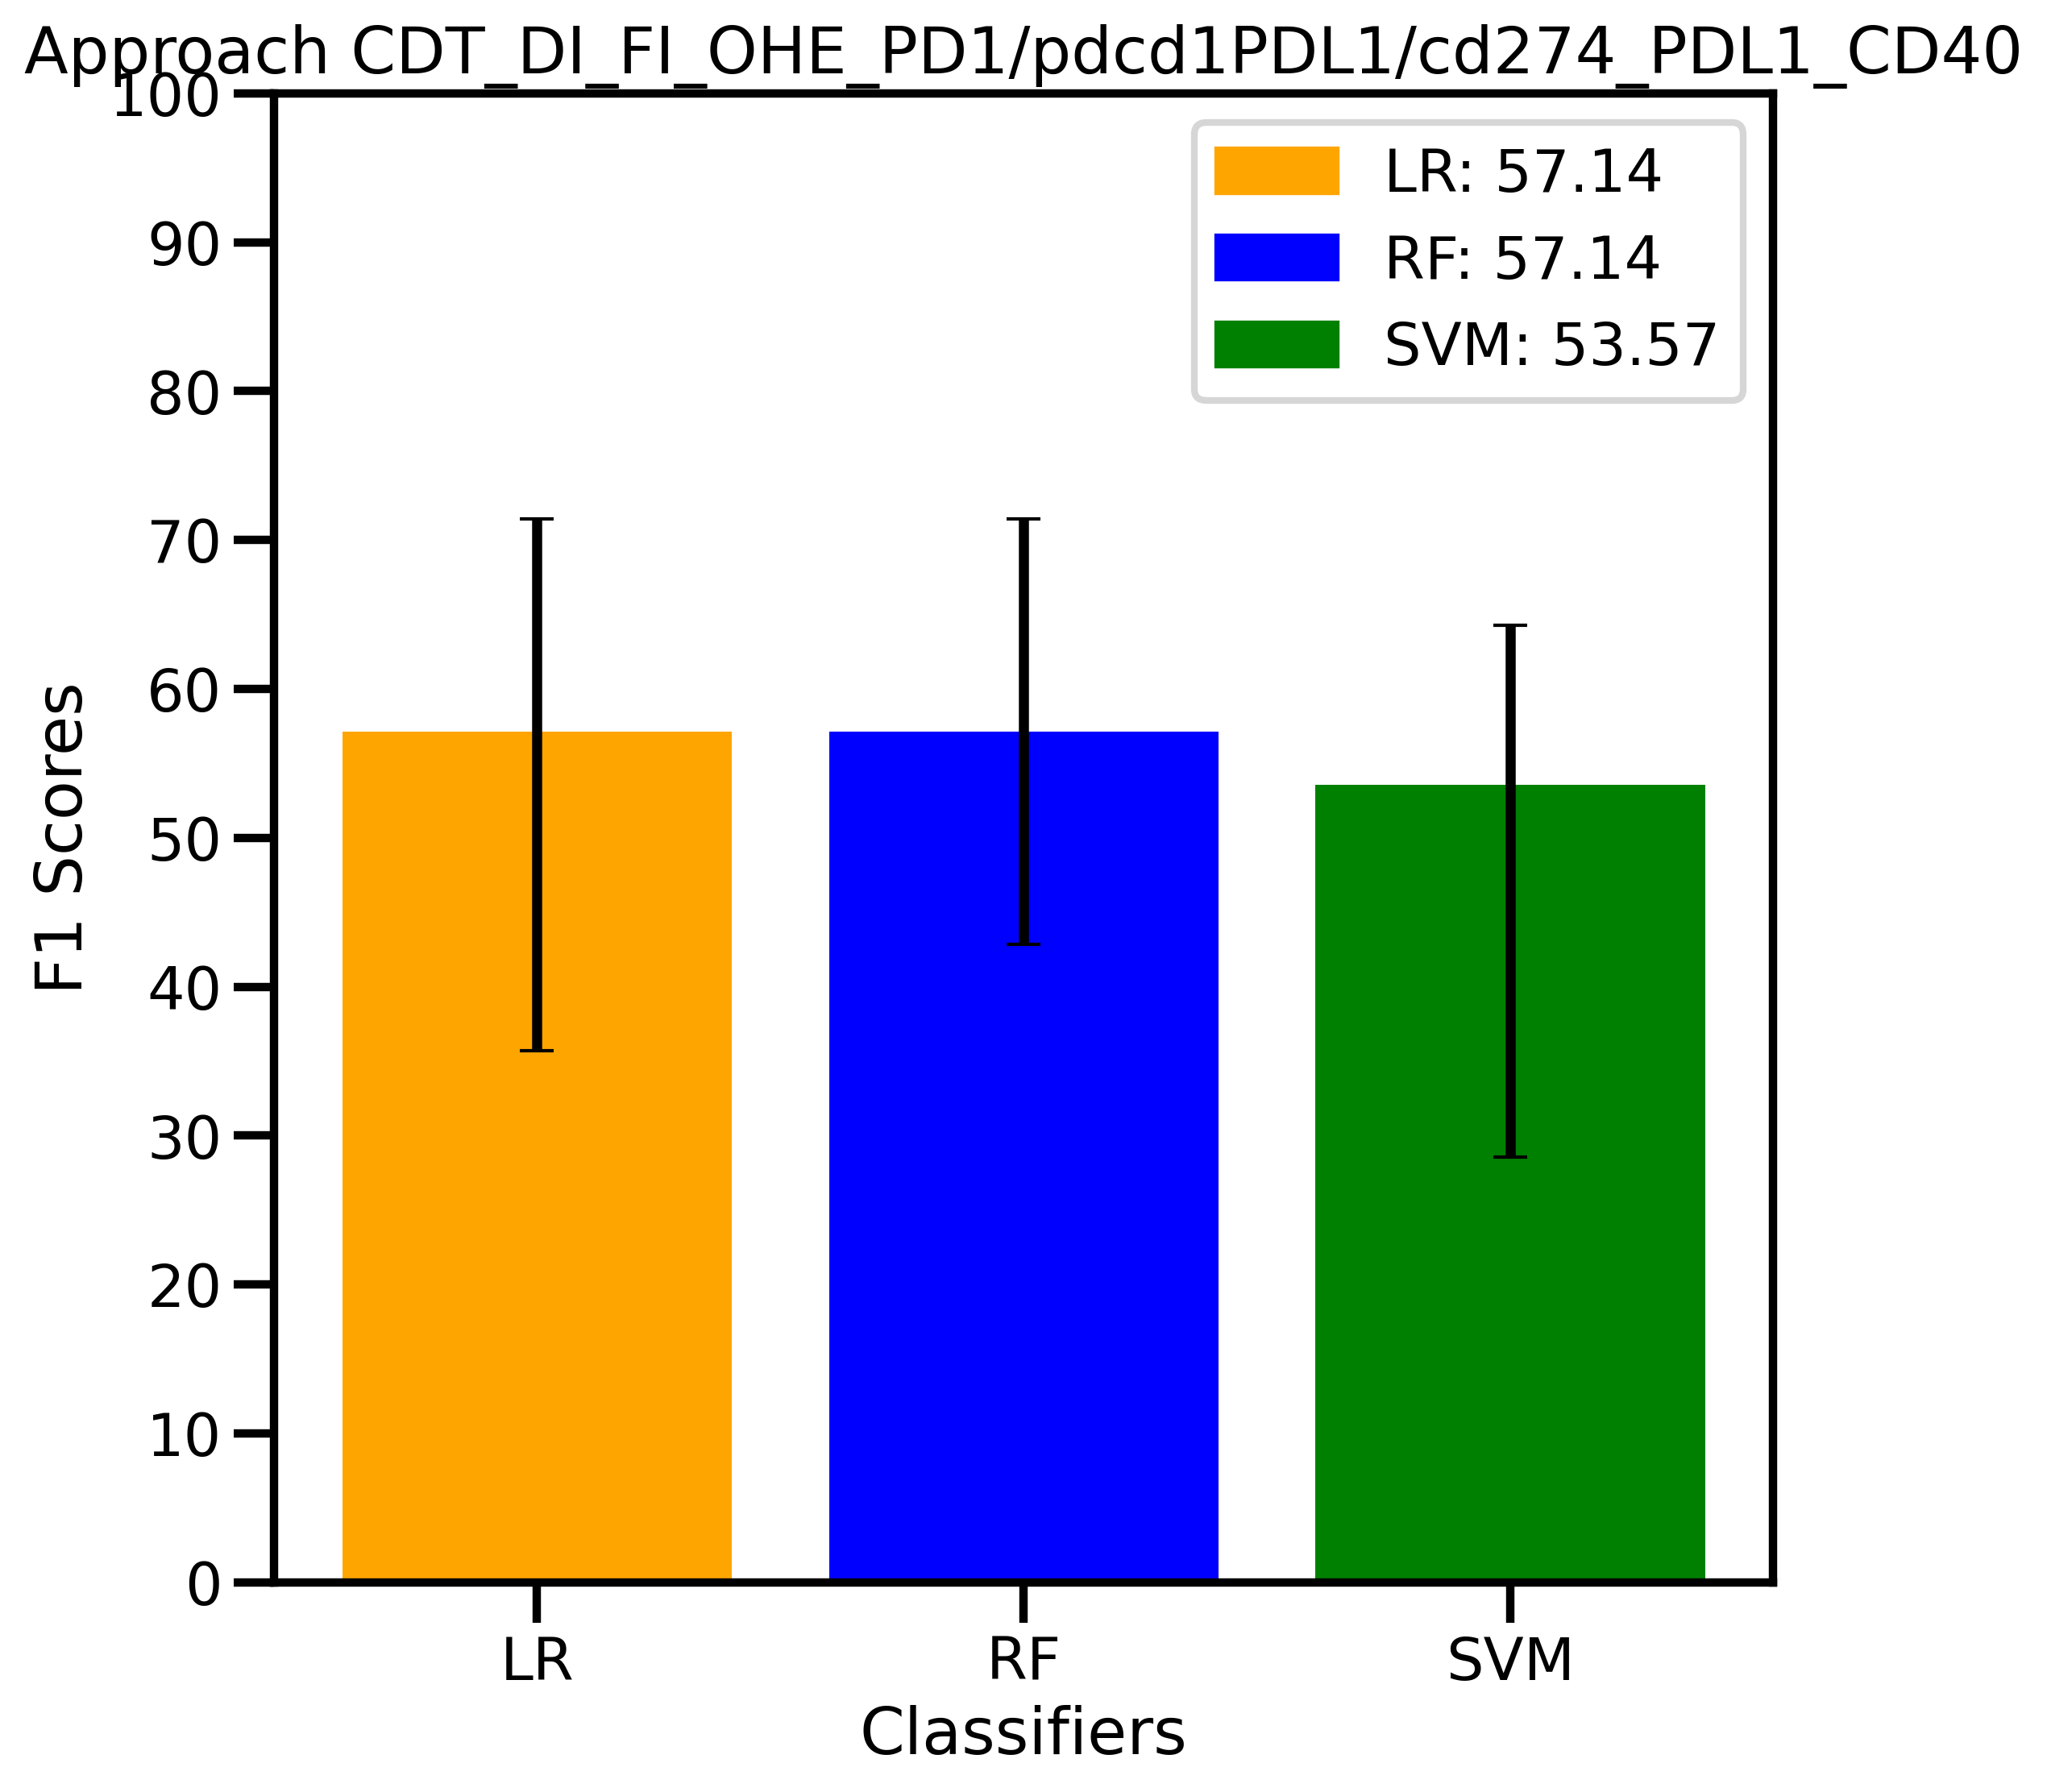 Approach CDT_DI_FI_OHE_PD1/pdcd1PDL1/cd274_PDL1_CD40
100
90
80
70
60
50
40
30
20
10
0
F1 Scores
LR: 57.14
RF: 57.14
SVM: 53.57
LR
RF
SVM
Classifiers